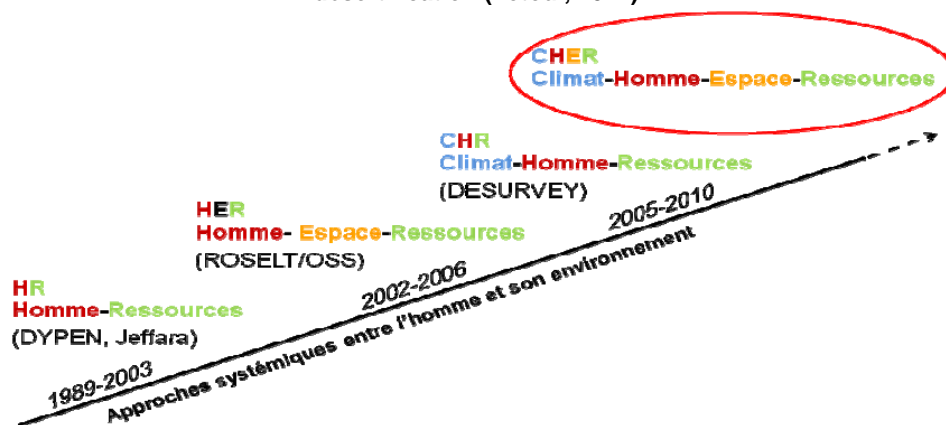 CHER
Climat-Homme-Espace-Ressources
CHR
Climat-Homme-Ressources
(DESURVEY)
HER
Homme- Espace-Ressources
(ROSELT/OSS)
HR
Homme-Ressources
(DYPEN, Jeffara)
1989-2003
2002-2006
2005-2010
Approches systémiques entre l'homme et son environnement